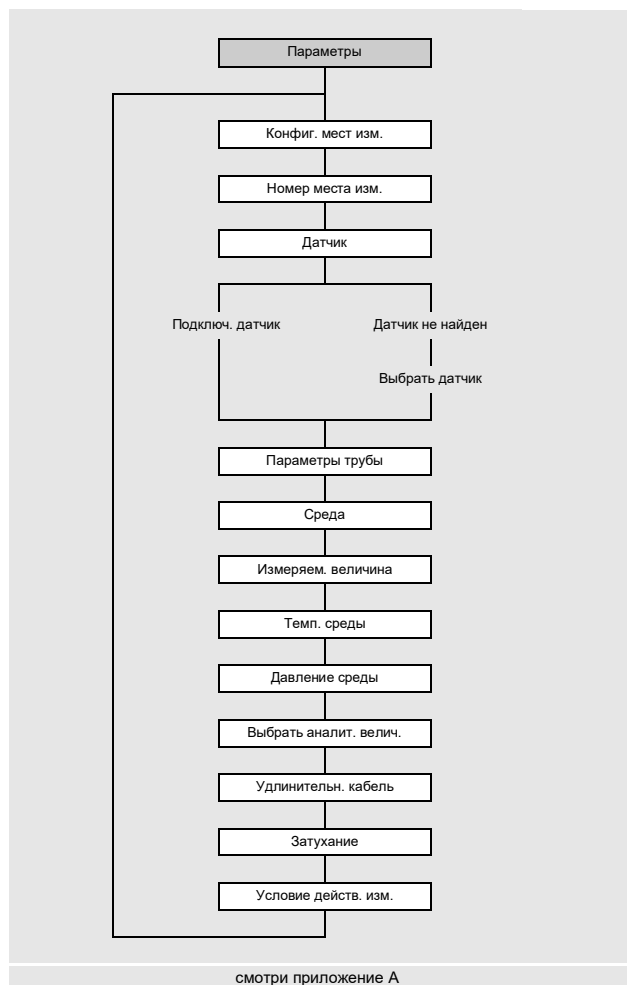 Параметры
Конфиг. мест изм.
Номер места изм.
Датчик
Подключ. датчик
Датчик не найден
Выбрать датчик
Параметры трубы
Среда
Измеряем. величина
Темп. среды
Давление среды
Выбрать аналит. велич.
Удлинительн. кабель
Затухание
Условие действ. изм.
смотри приложение A